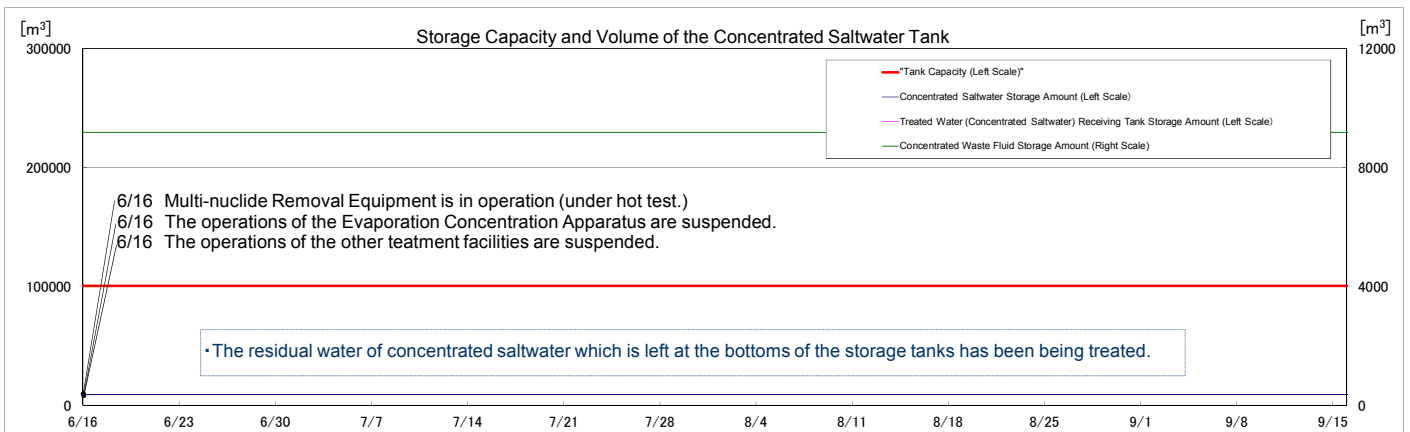 [m³]
[m³]
Storage Capacity and Volume of the Concentrated Saltwater Tank
300000
12000
"Tank Capacity (Left Scale)"
Concentrated Saltwater Storage Amount (Left Scale)
Treated Water (Concentrated Saltwater) Receiving Tank Storage Amount (Left Scale)
Concentrated Waste Fluid Storage Amount (Right Scale)
200000
8000
6/16 Multi-nuclide Removal Equipment is in operation (under hot test.)
6/16 The operations of the Evaporation Concentration Apparatus are suspended.
6/16 The operations of the other teatment facilities are suspended.
100000
4000
・The residual water of concentrated saltwater which is left at the bottoms of the storage tanks has been being treated.
0
0
6/16 6/23 6/30 7/7 7/14 7/21 7/28 8/4 8/11 8/18 8/25 9/1 9/8 9/15